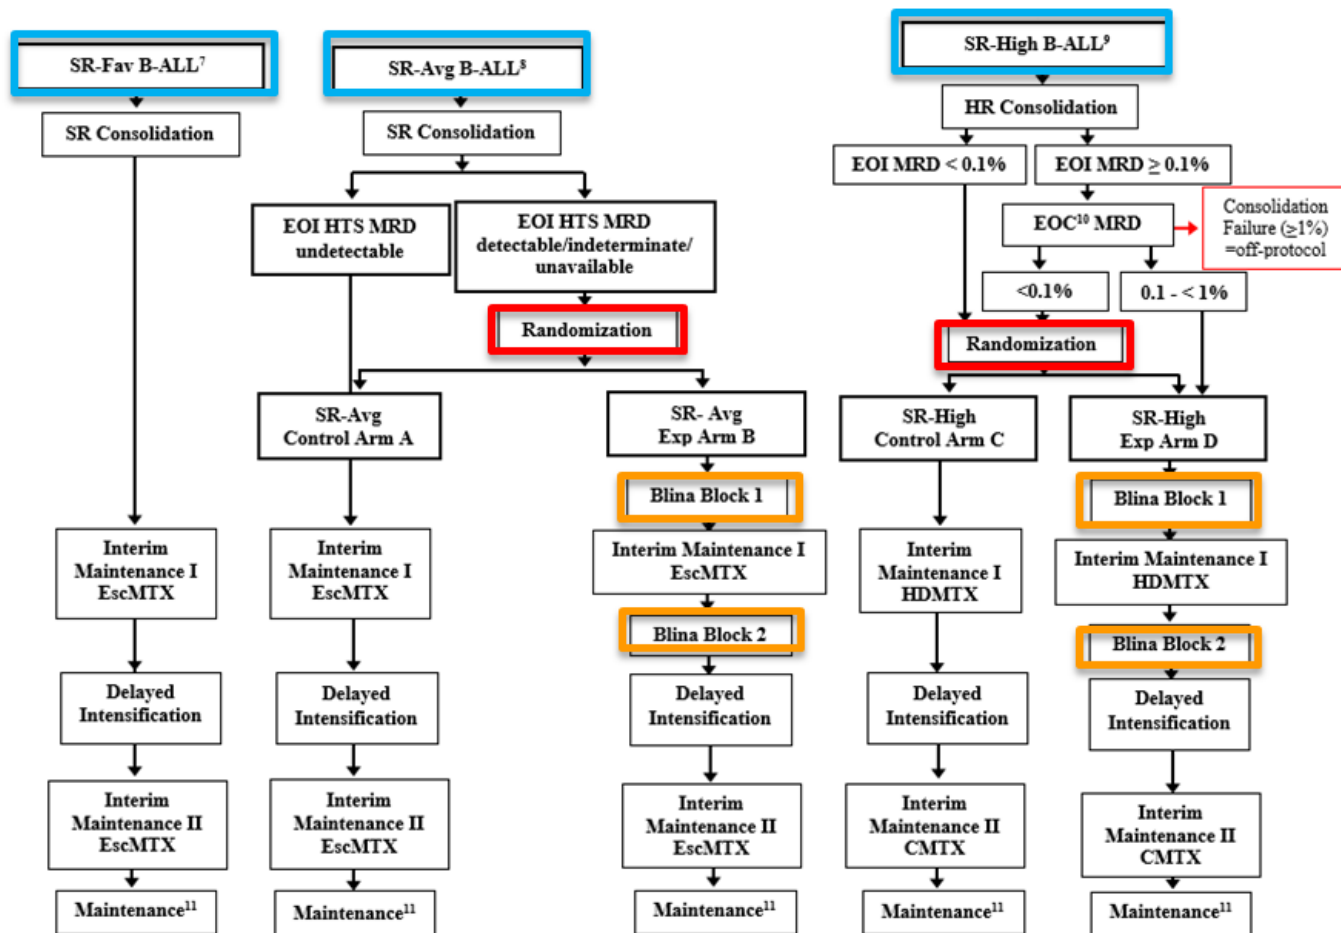 SR-Fav B-ALL⁷
SR Consolidation
Interim
Maintenance I
EscMTX
Delayed
Intensification
Interim
Maintenance II
EscMTX
Maintenance¹¹
SR-Avg B-ALL⁸
SR Consolidation
EOI HTS MRD
undetectable
EOI HTS MRD
detectable/indeterminate/
unavailable
Randomization
SR-Avg
Control Arm A
Interim
Maintenance I
EscMTX
Delayed
Intensification
Interim
Maintenance II
EscMTX
Maintenance¹¹
SR- Avg
Exp Arm B
Blina Block 1
Interim Maintenance I
EscMTX
Blina Block 2
Delayed
Intensification
Interim
Maintenance II
EscMTX
Maintenance¹¹
SR-High B-ALL⁹
HR Consolidation
EOI MRD < 0.1%
EOI MRD ≥ 0.1%
EOC¹⁰ MRD
Consolidation
Failure (≥1%)
=off-protocol
<0.1%
0.1 - < 1%
Randomization
SR-High
Control Arm C
Interim
Maintenance I
HDMTX
Delayed
Intensification
Interim
Maintenance II
CMTX
Maintenance¹¹
SR-High
Exp Arm D
Blina Block 1
Interim Maintenance I
HDMTX
Blina Block 2
Delayed
Intensification
Interim
Maintenance II
CMTX
Maintenance¹¹